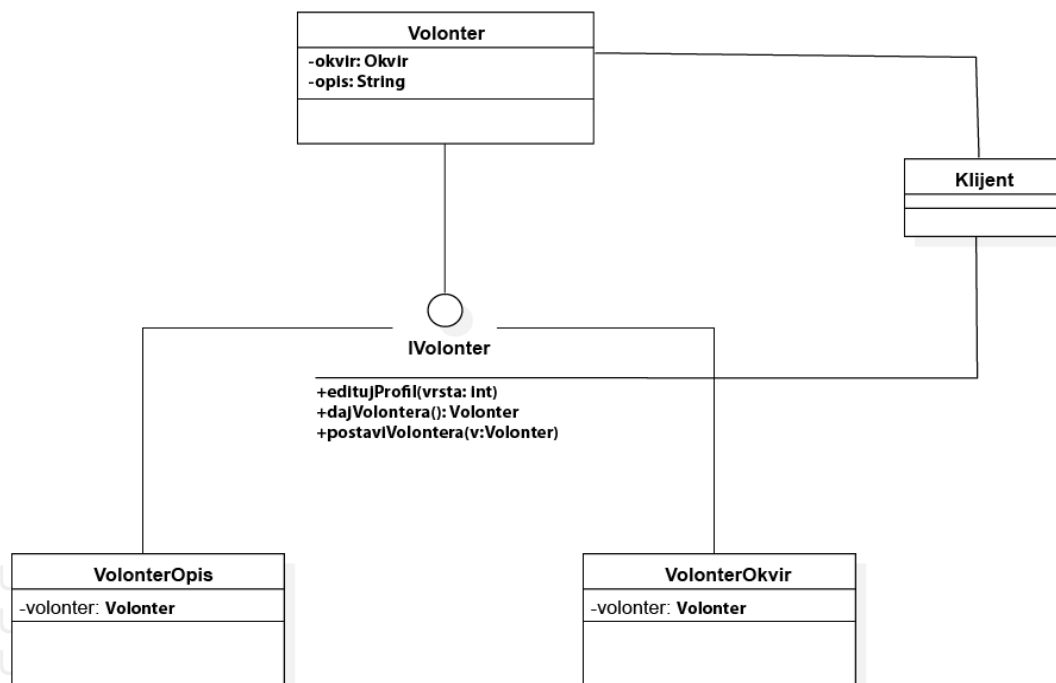 Volonter
-okvir: Okvir
-opis: String
Klijent
IVolonter
+editujProfil(vrsta: int)
+dajVolontera(): Volonter
+postaviVolontera(v:Volonter)
VolonterOpis
-volonter: Volonter
VolonterOkvir
-volonter: Volonter